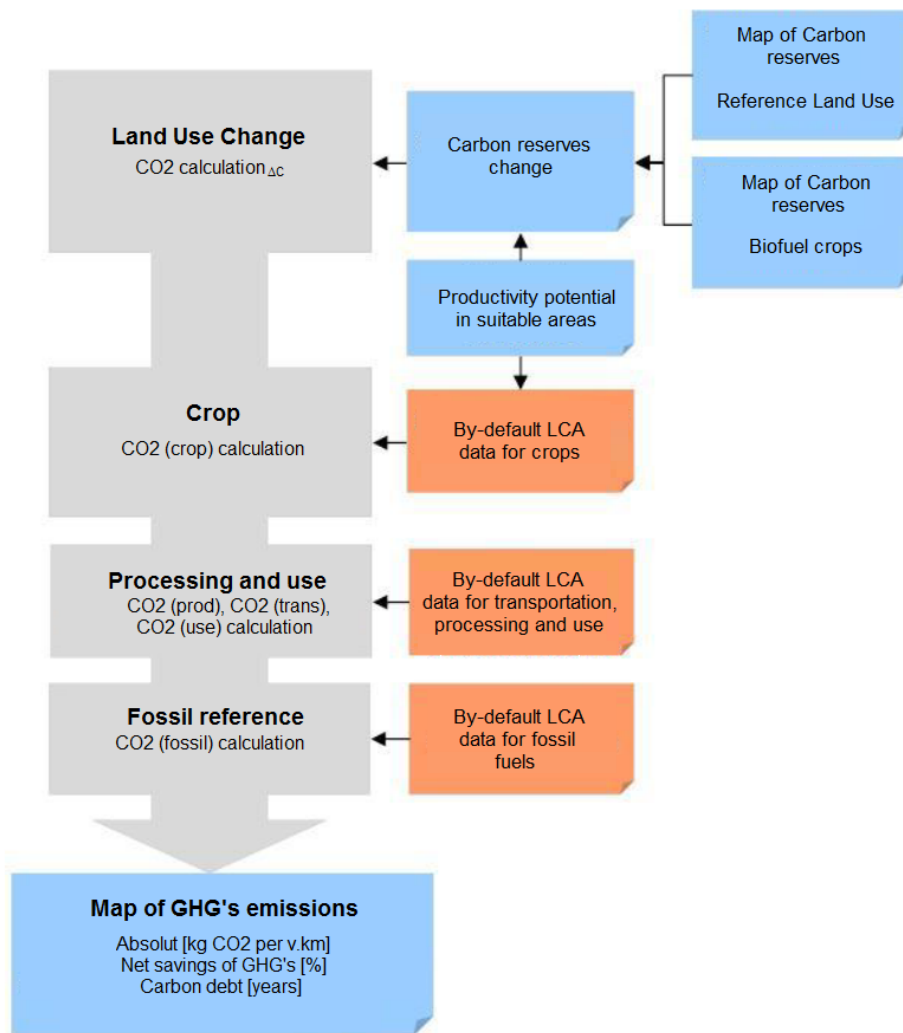 Map of Carbon
reserves
Reference Land Use
Land Use Change
CO2 calculation ΔC
Carbon reserves
change
Map of Carbon
reserves
Biofuel crops
Productivity potential
in suitable areas
Crop
CO2 (crop) calculation
By-default LCA
data for crops
Processing and use
CO2 (prod), CO2 (trans),
CO2 (use) calculation
By-default LCA
data for transportation,
processing and use
Fossil reference
CO2 (fossil) calculation
By-default LCA
data for fossil
fuels
Map of GHG's emissions
Absolut [kg CO2 per v.km]
Net savings of GHG's [%]
Carbon debt [years]